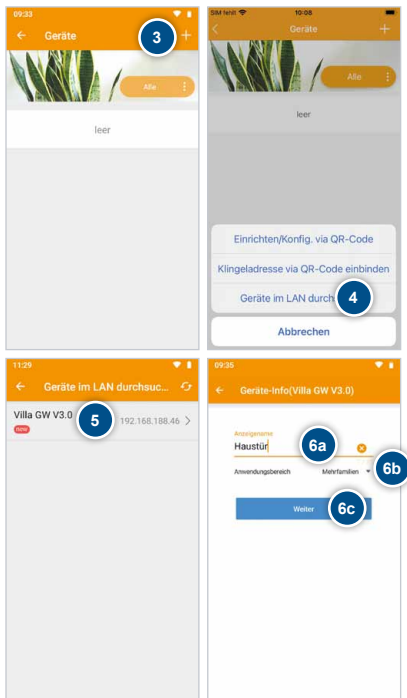 09:33
Geräte
3
Alle
leer
SIM fehlt 10:08
Geräte
Alle
leer
Einrichten/Konfig. via QR-Code
Klingeladresse via QR-Code einbinden
Geräte im LAN durch
4
Abbrechen
11:29
Geräte im LAN durchsuc...
Villa GW V3.0
new
5
192.168.188.46
09:35
Geräte-Info(Villa GW V3.0)
Anzeigename
Haustür
6a
Anwendungsbereich Mehrfamilien
6b
Weiter
6c